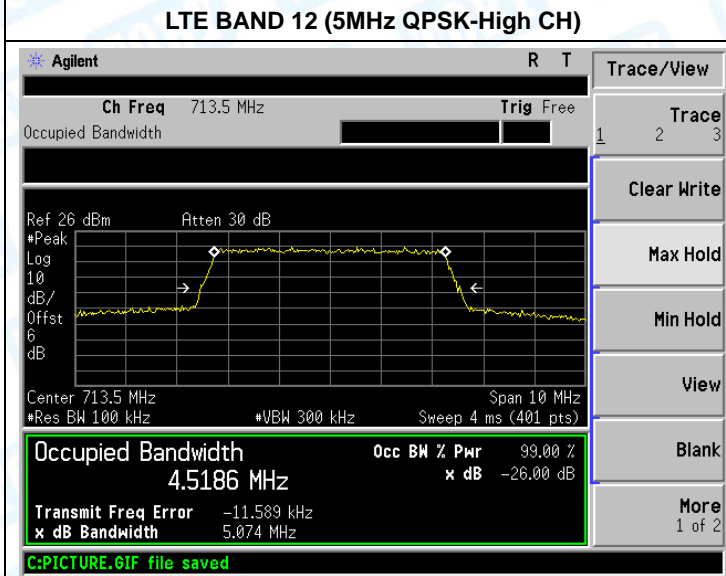 LTE BAND 12 (5MHz QPSK-High CH)
Agilent R T
Ch Freq 713.5 MHz Trig Free
Occupied Bandwidth
Ref 26 dBm Atten 30 dB
#Peak
Log
10
dB/
Offst
6
dB
Center 713.5 MHz Span 10 MHz
#Res BW 100 kHz #VBW 300 kHz Sweep 4 ms (401 pts)
Occupied Bandwidth Occ BW % Pwr 99.00 %
4.5186 MHz x dB -26.00 dB
Transmit Freq Error -11.589 kHz
x dB Bandwidth 5.074 MHz
C:PICTURE.GIF file saved
Trace/View
Trace
1 2 3
Clear Write
Max Hold
Min Hold
View
Blank
More
1 of 2